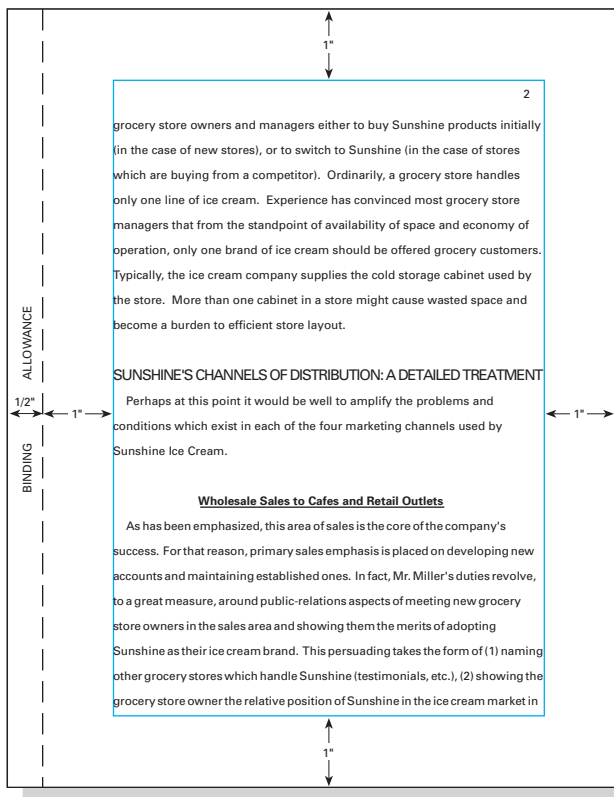 1"
2
grocery store owners and managers either to buy Sunshine products initially
(in the case of new stores), or to switch to Sunshine (in the case of stores
which are buying from a competitor).  Ordinarily, a grocery store handles
only one line of ice cream.  Experience has convinced most grocery store
managers that from the standpoint of availability of space and economy of
operation, only one brand of ice cream should be offered grocery customers.
Typically, the ice cream company supplies the cold storage cabinet used by
the store.  More than one cabinet in a store might cause wasted space and
become a burden to efficient store layout.
SUNSHINE'S CHANNELS OF DISTRIBUTION: A DETAILED TREATMENT
Perhaps at this point it would be well to amplify the problems and
conditions which exist in each of the four marketing channels used by
Sunshine Ice Cream.
Wholesale Sales to Cafes and Retail Outlets
As has been emphasized, this area of sales is the core of the company's
success. For that reason, primary sales emphasis is placed on developing new
accounts and maintaining established ones. In fact, Mr. Miller's duties revolve,
to a great measure, around public-relations aspects of meeting new grocery
store owners in the sales area and showing them the merits of adopting
Sunshine as their ice cream brand. This persuading takes the form of (1) naming
other grocery stores which handle Sunshine (testimonials, etc.), (2) showing the
grocery store owner the relative position of Sunshine in the ice cream market in
BINDING ALLOWANCE
1/2"
1"
1"
1"